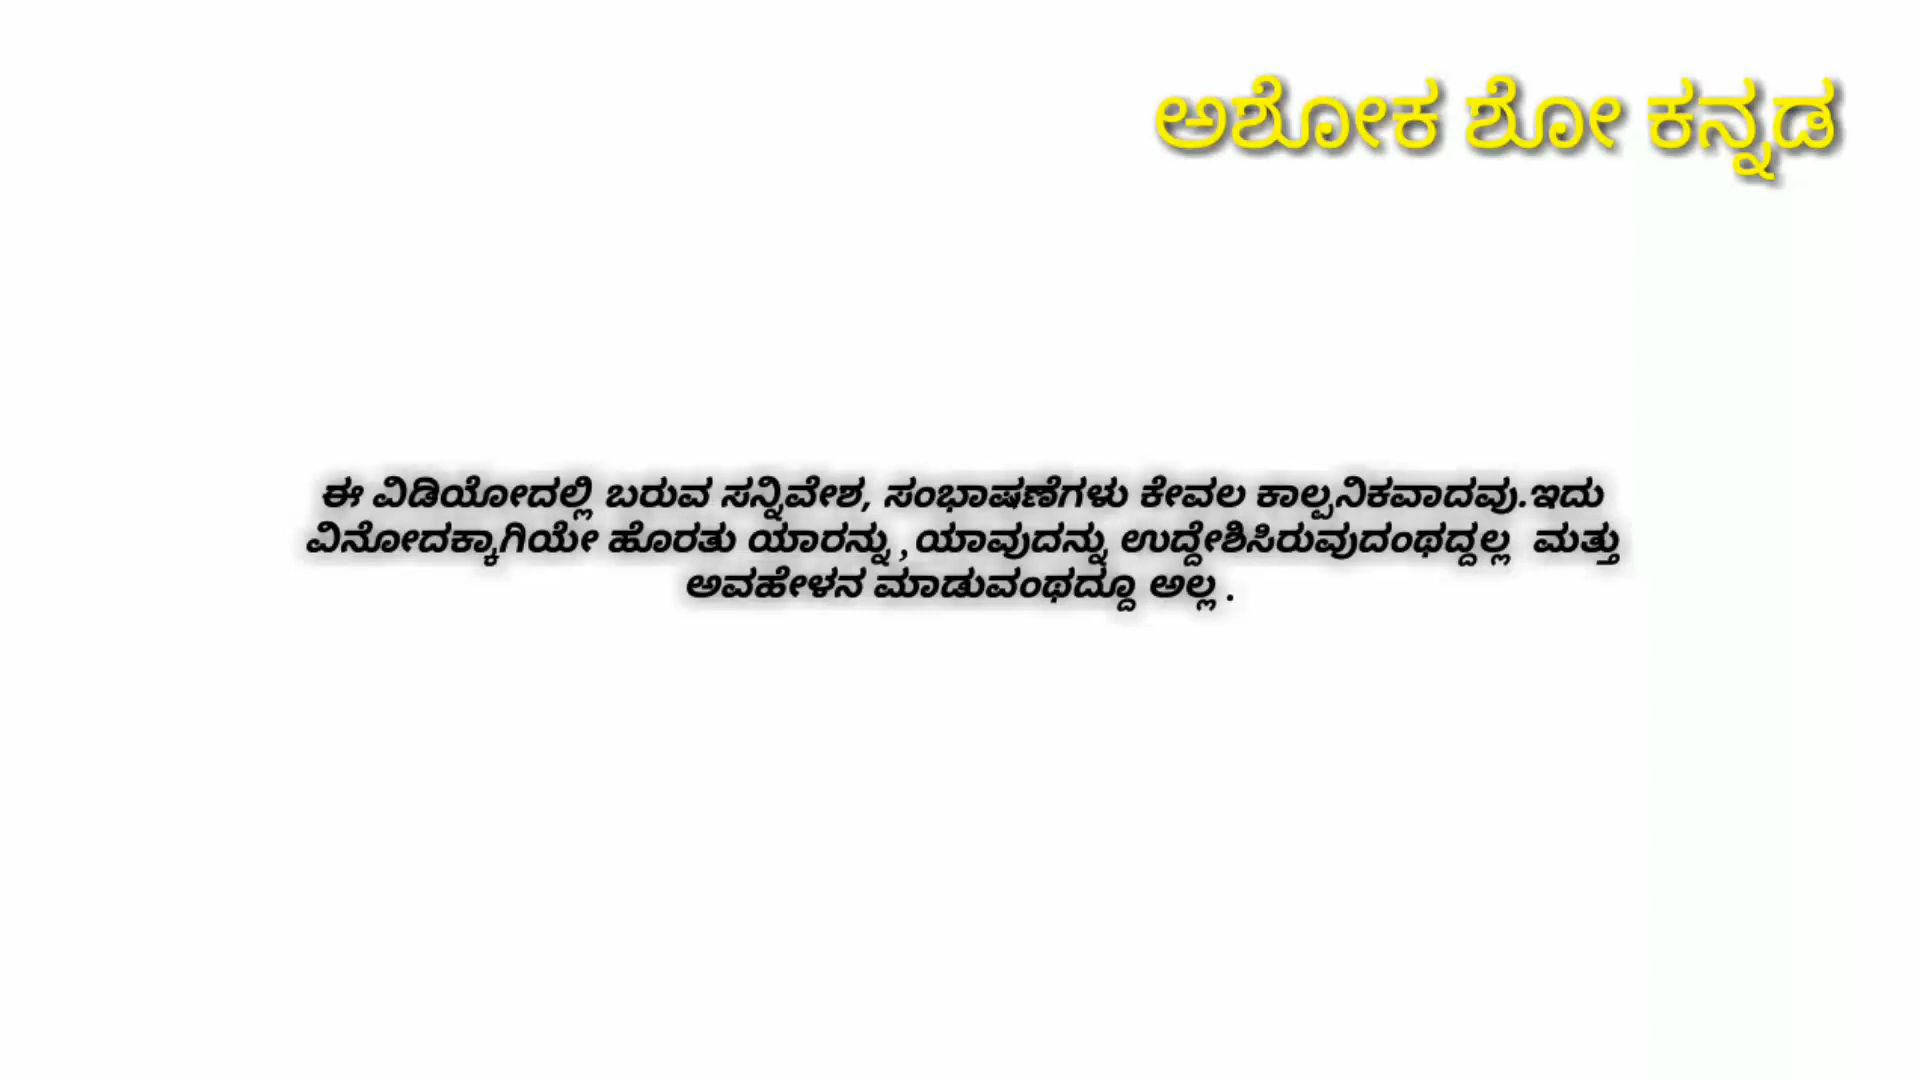 ಅಶೋಕ ಶೋ ಕನ್ನಡ
ಈ ವಿಡಿಯೋದಲ್ಲಿ ಬರುವ ಸನ್ನಿವೇಶ, ಸಂಭಾಷಣೆಗಳು ಕೇವಲ ಕಾಲ್ಪನಿಕವಾದವು.ಇದು
ವಿನೋದಕ್ಕಾಗಿಯೇ ಹೊರತು ಯಾರನ್ನು ,ಯಾವುದನ್ನು ಉದ್ದೇಶಿಸಿರುವುದಂಥದ್ದಲ್ಲ ಮತ್ತು
ಅವಹೇಳನ ಮಾಡುವಂಥದ್ದೂ ಅಲ್ಲ .